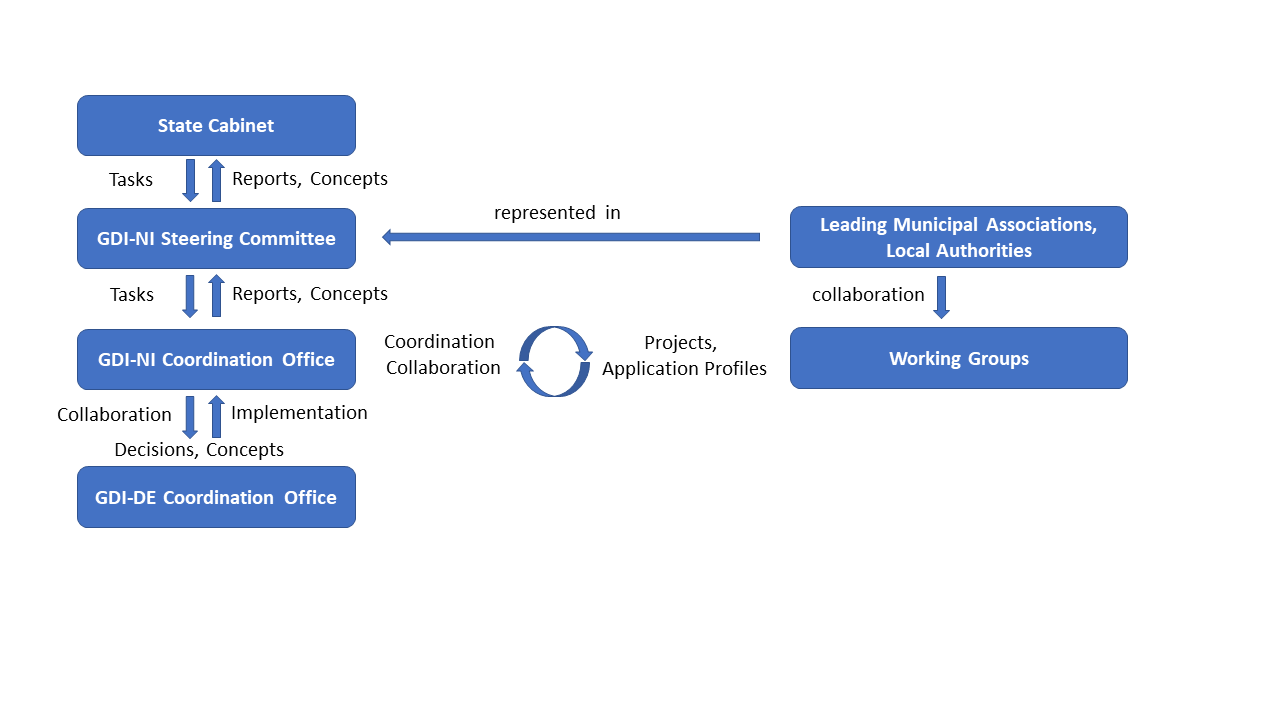 State Cabinet
Tasks
Reports, Concepts
GDI-NI Steering Committee
represented in
Leading Municipal Associations,
Local Authorities
Tasks
Reports, Concepts
collaboration
GDI-NI Coordination Office
Coordination
Collaboration
Projects,
Application Profiles
Working Groups
Collaboration
Implementation
Decisions, Concepts
GDI-DE Coordination Office